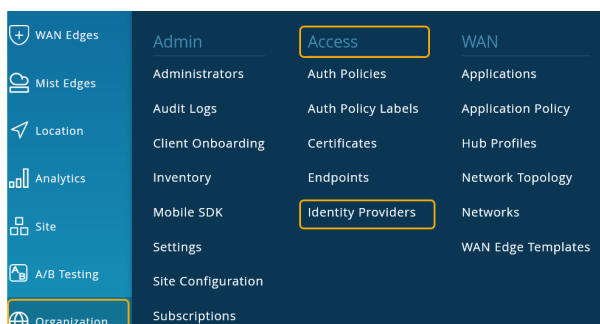 WAN Edges
Mist Edges
Location
Analytics
Site
A/B Testing
Organization
Admin
Administrators
Audit Logs
Client Onboarding
Inventory
Mobile SDK
Settings
Site Configuration
Subscriptions
Access
Auth Policies
Auth Policy Labels
Certificates
Endpoints
Identity Providers
WAN
Applications
Application Policy
Hub Profiles
Network Topology
Networks
WAN Edge Templates